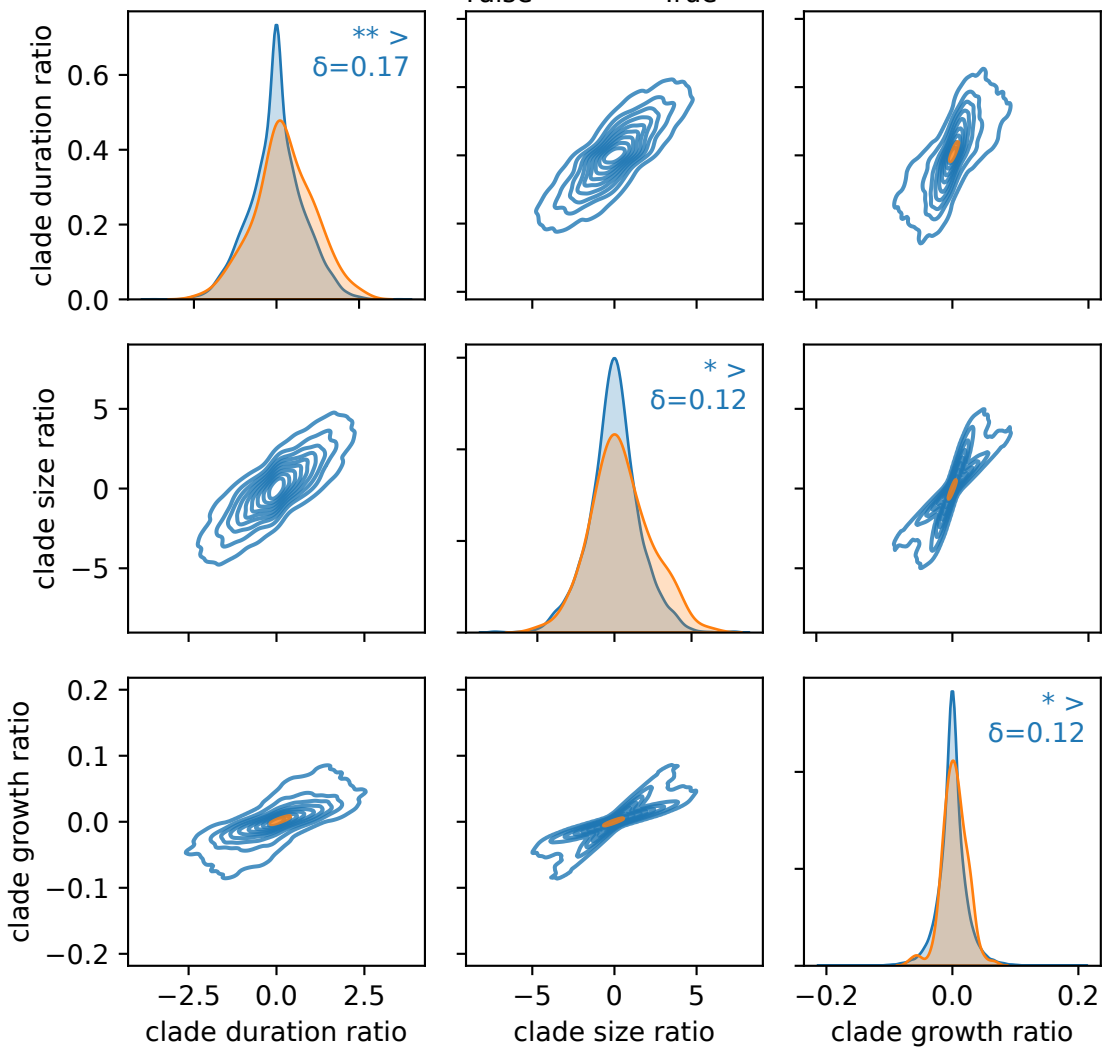 ** >
δ=0.17
clade duration ratio
0.6
0.4
0.2
0.0
* >
δ=0.12
clade size ratio
5
0
−5
* >
δ=0.12
clade growth ratio
0.2
0.1
0.0
−0.1
−0.2
−2.5 0.0 2.5
−5 0 5
−0.2 0.0 0.2
clade duration ratio
clade size ratio
clade growth ratio